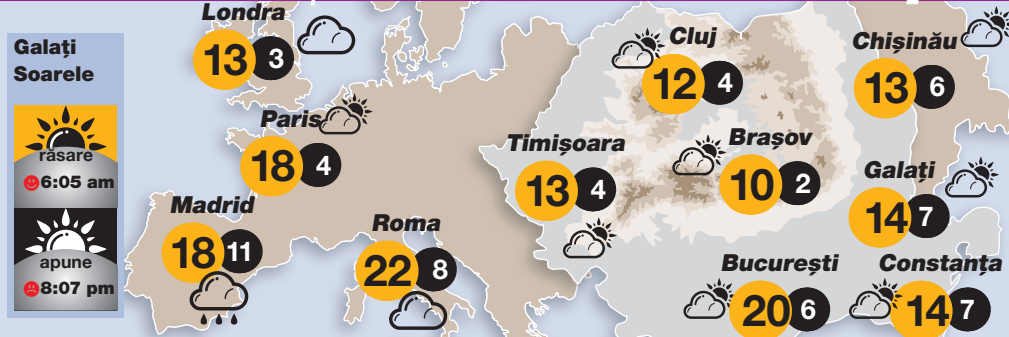 Galați
Soarele
răsare
6:05 am
apune
8:07 pm
Londra
13 3
Paris
18 4
Madrid
18 11
Roma
22 8
Cluj
12 4
Timișoara
13 4
Brașov
10 2
București
20 6
Chișinău
13 6
Galați
14 7
Constanța
14 7